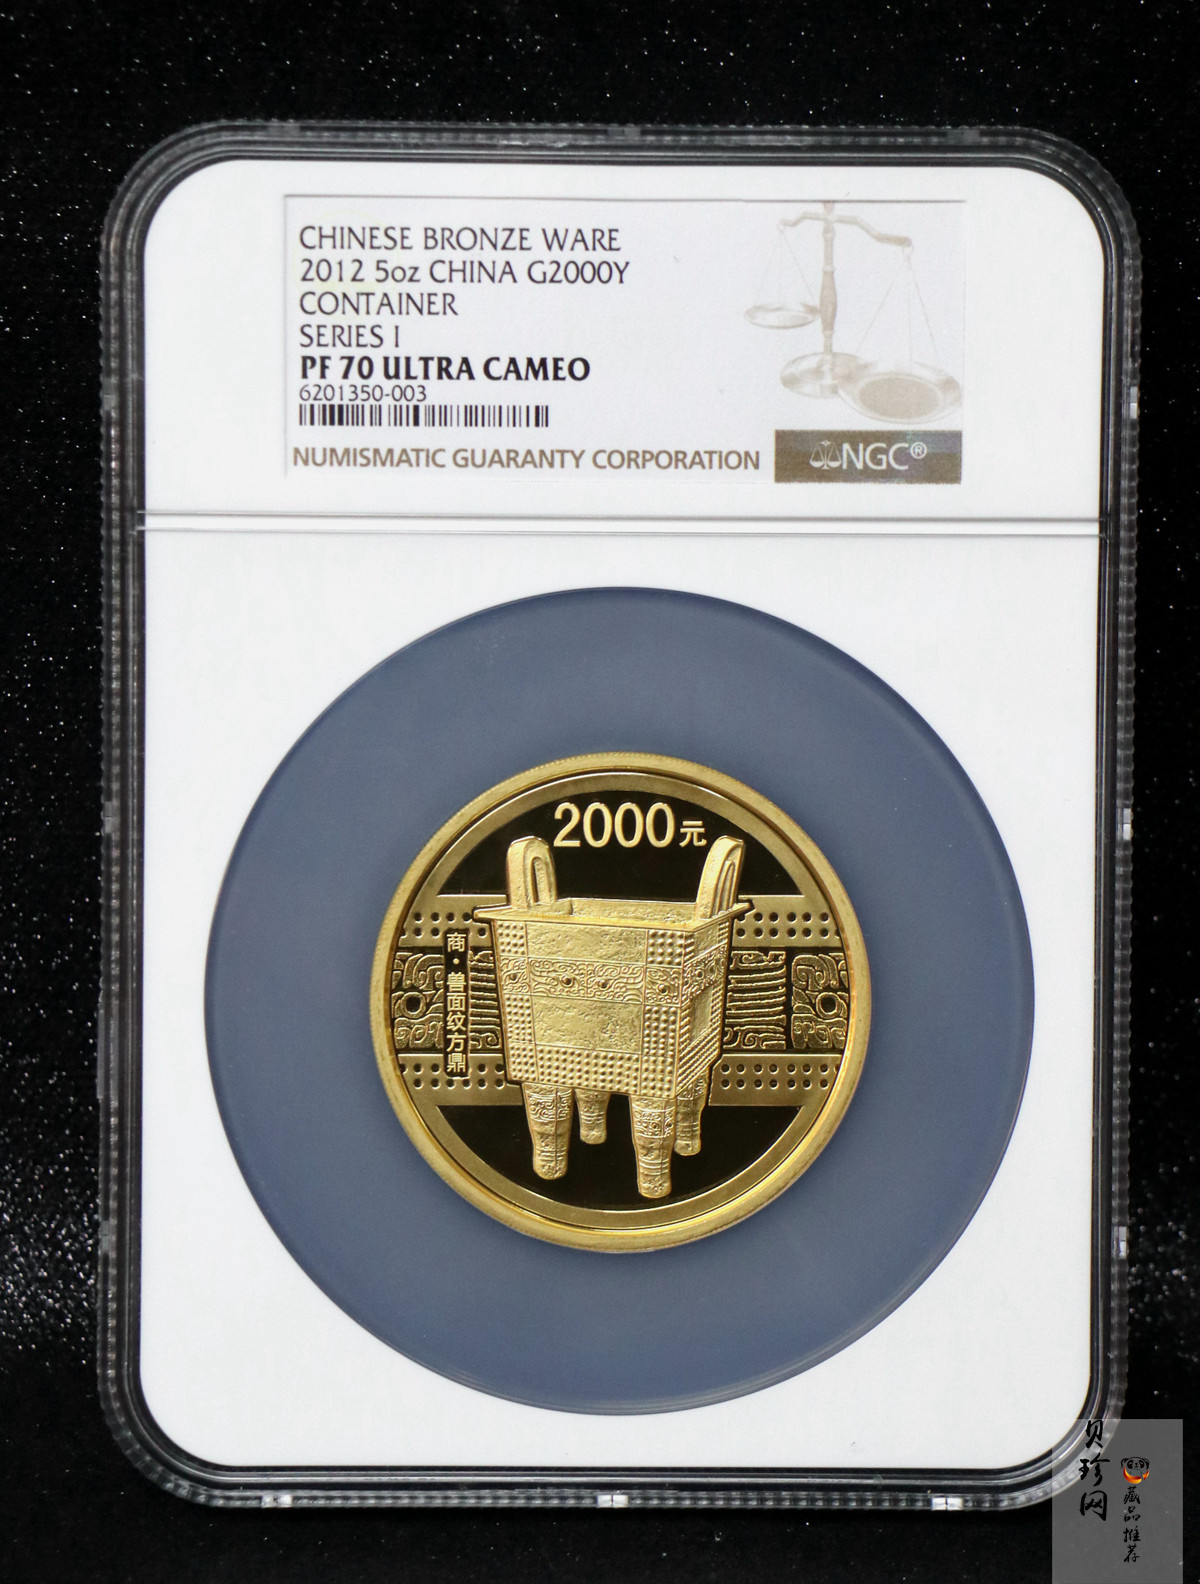 CHINESE BRONZE WARE
2012 5oz CHINA G2000Y
CONTAINER
SERIES I
PF 70 ULTRA CAMEO
6201350-003
NUMISMATIC GUARANTY CORPORATION
NGC®
2000元
商·兽面纹方鼎
贝珍网
藏品推荐